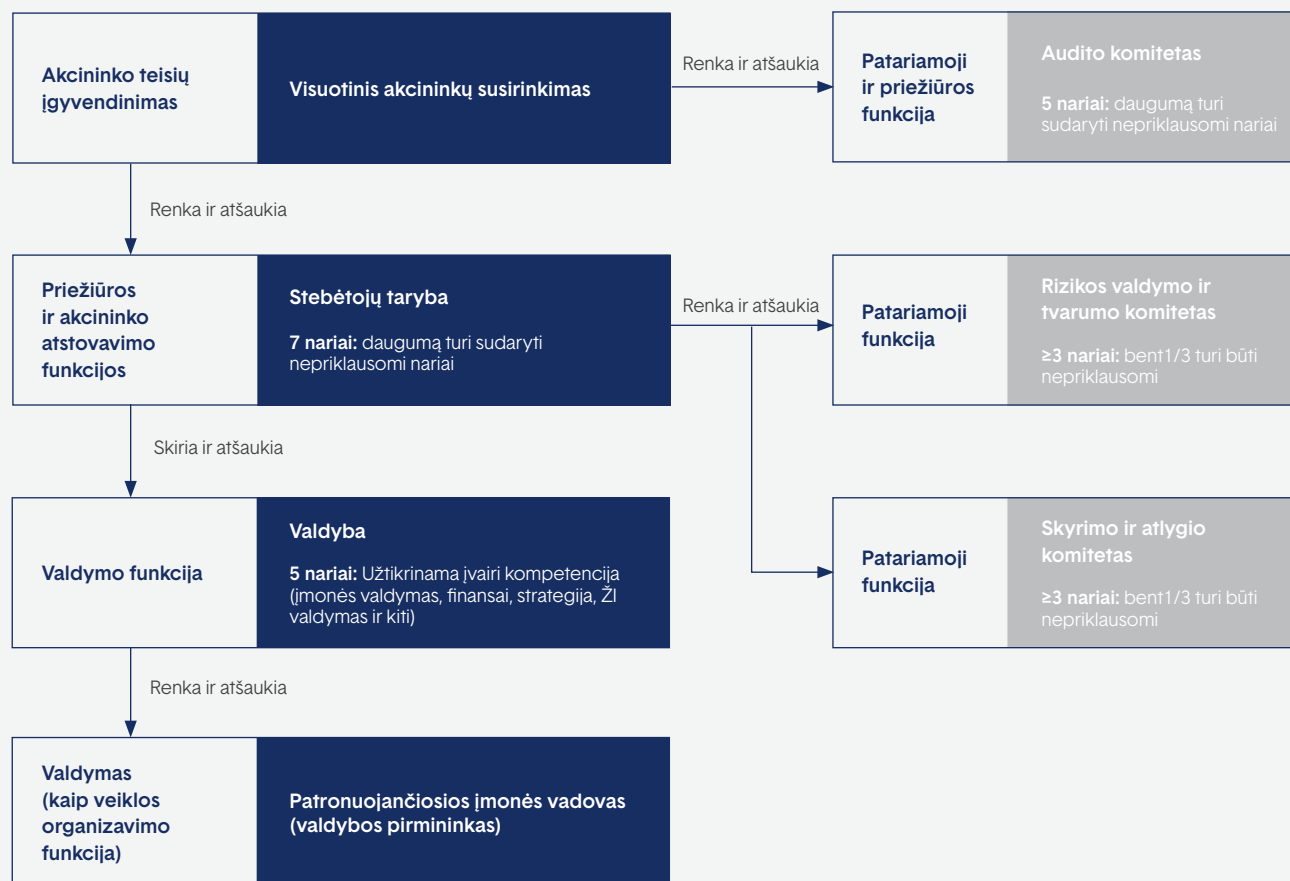 Akcininko teisių
įgyvendinimas
Visuotinis akcininkų susirinkimas
Renka ir atšaukia
Patariamoji
ir priežiūros
funkcija
Audito komitetas
5 nariai: daugumą turi
sudaryti nepriklausomi nariai
Renka ir atšaukia
Priežiūros
ir akcininko
atstovavimo
funkcijos
Stebėtojų taryba
7 nariai: daugumą turi sudaryti
nepriklausomi nariai
Renka ir atšaukia
Patariamoji
funkcija
Rizikos valdymo ir
tvarumo komitetas
≥3 nariai: bent1/3 turi būti
nepriklausomi
Skiria ir atšaukia
Valdymo funkcija
Valdyba
5 nariai: Užtikrinama įvairi kompetencija
(įmonės valdymas, finansai, strategija, ŽI
valdymas ir kiti)
Patariamoji
funkcija
Skyrimo ir atlygio
komitetas
≥3 nariai: bent1/3 turi būti
nepriklausomi
Renka ir atšaukia
Valdymas
(kaip veiklos
organizavimo
funkcija)
Patronuojančiosios įmonės vadovas
(valdybos pirmininkas)